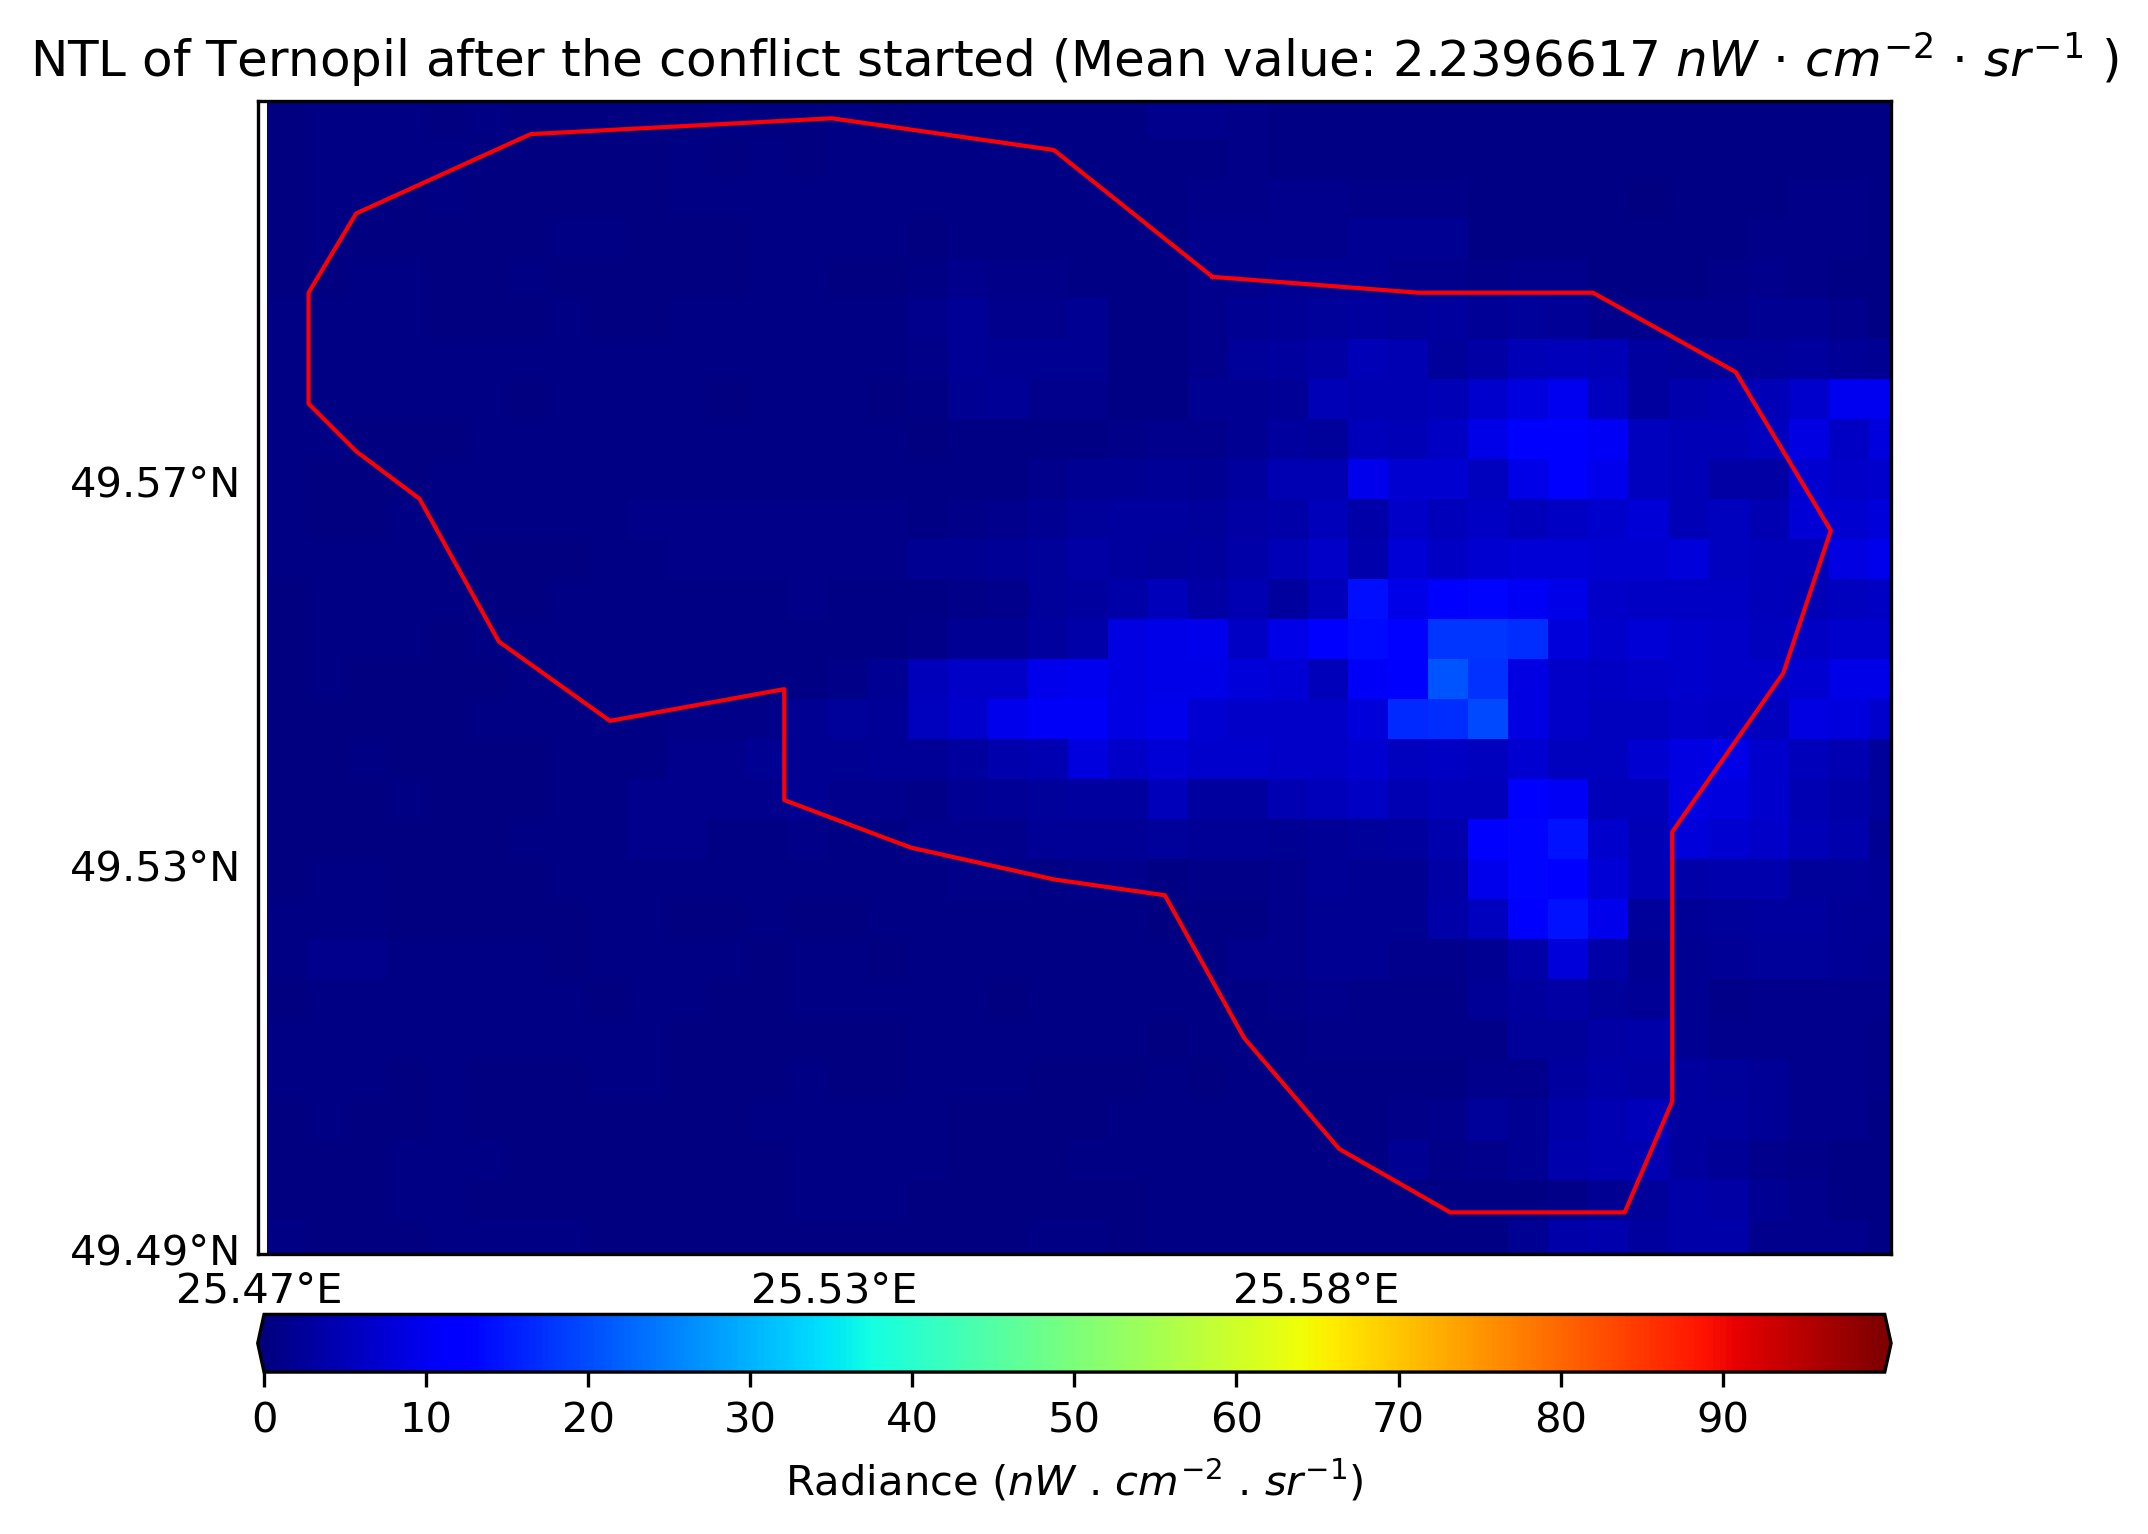 NTL of Ternopil after the conflict started (Mean value: 2.2396617 nW · cm⁻² · sr⁻¹ )
49.57°N
49.53°N
49.49°N
25.47°E 25.53°E 25.58°E
0 10 20 30 40 50 60 70 80 90
Radiance (nW . cm⁻² . sr⁻¹)